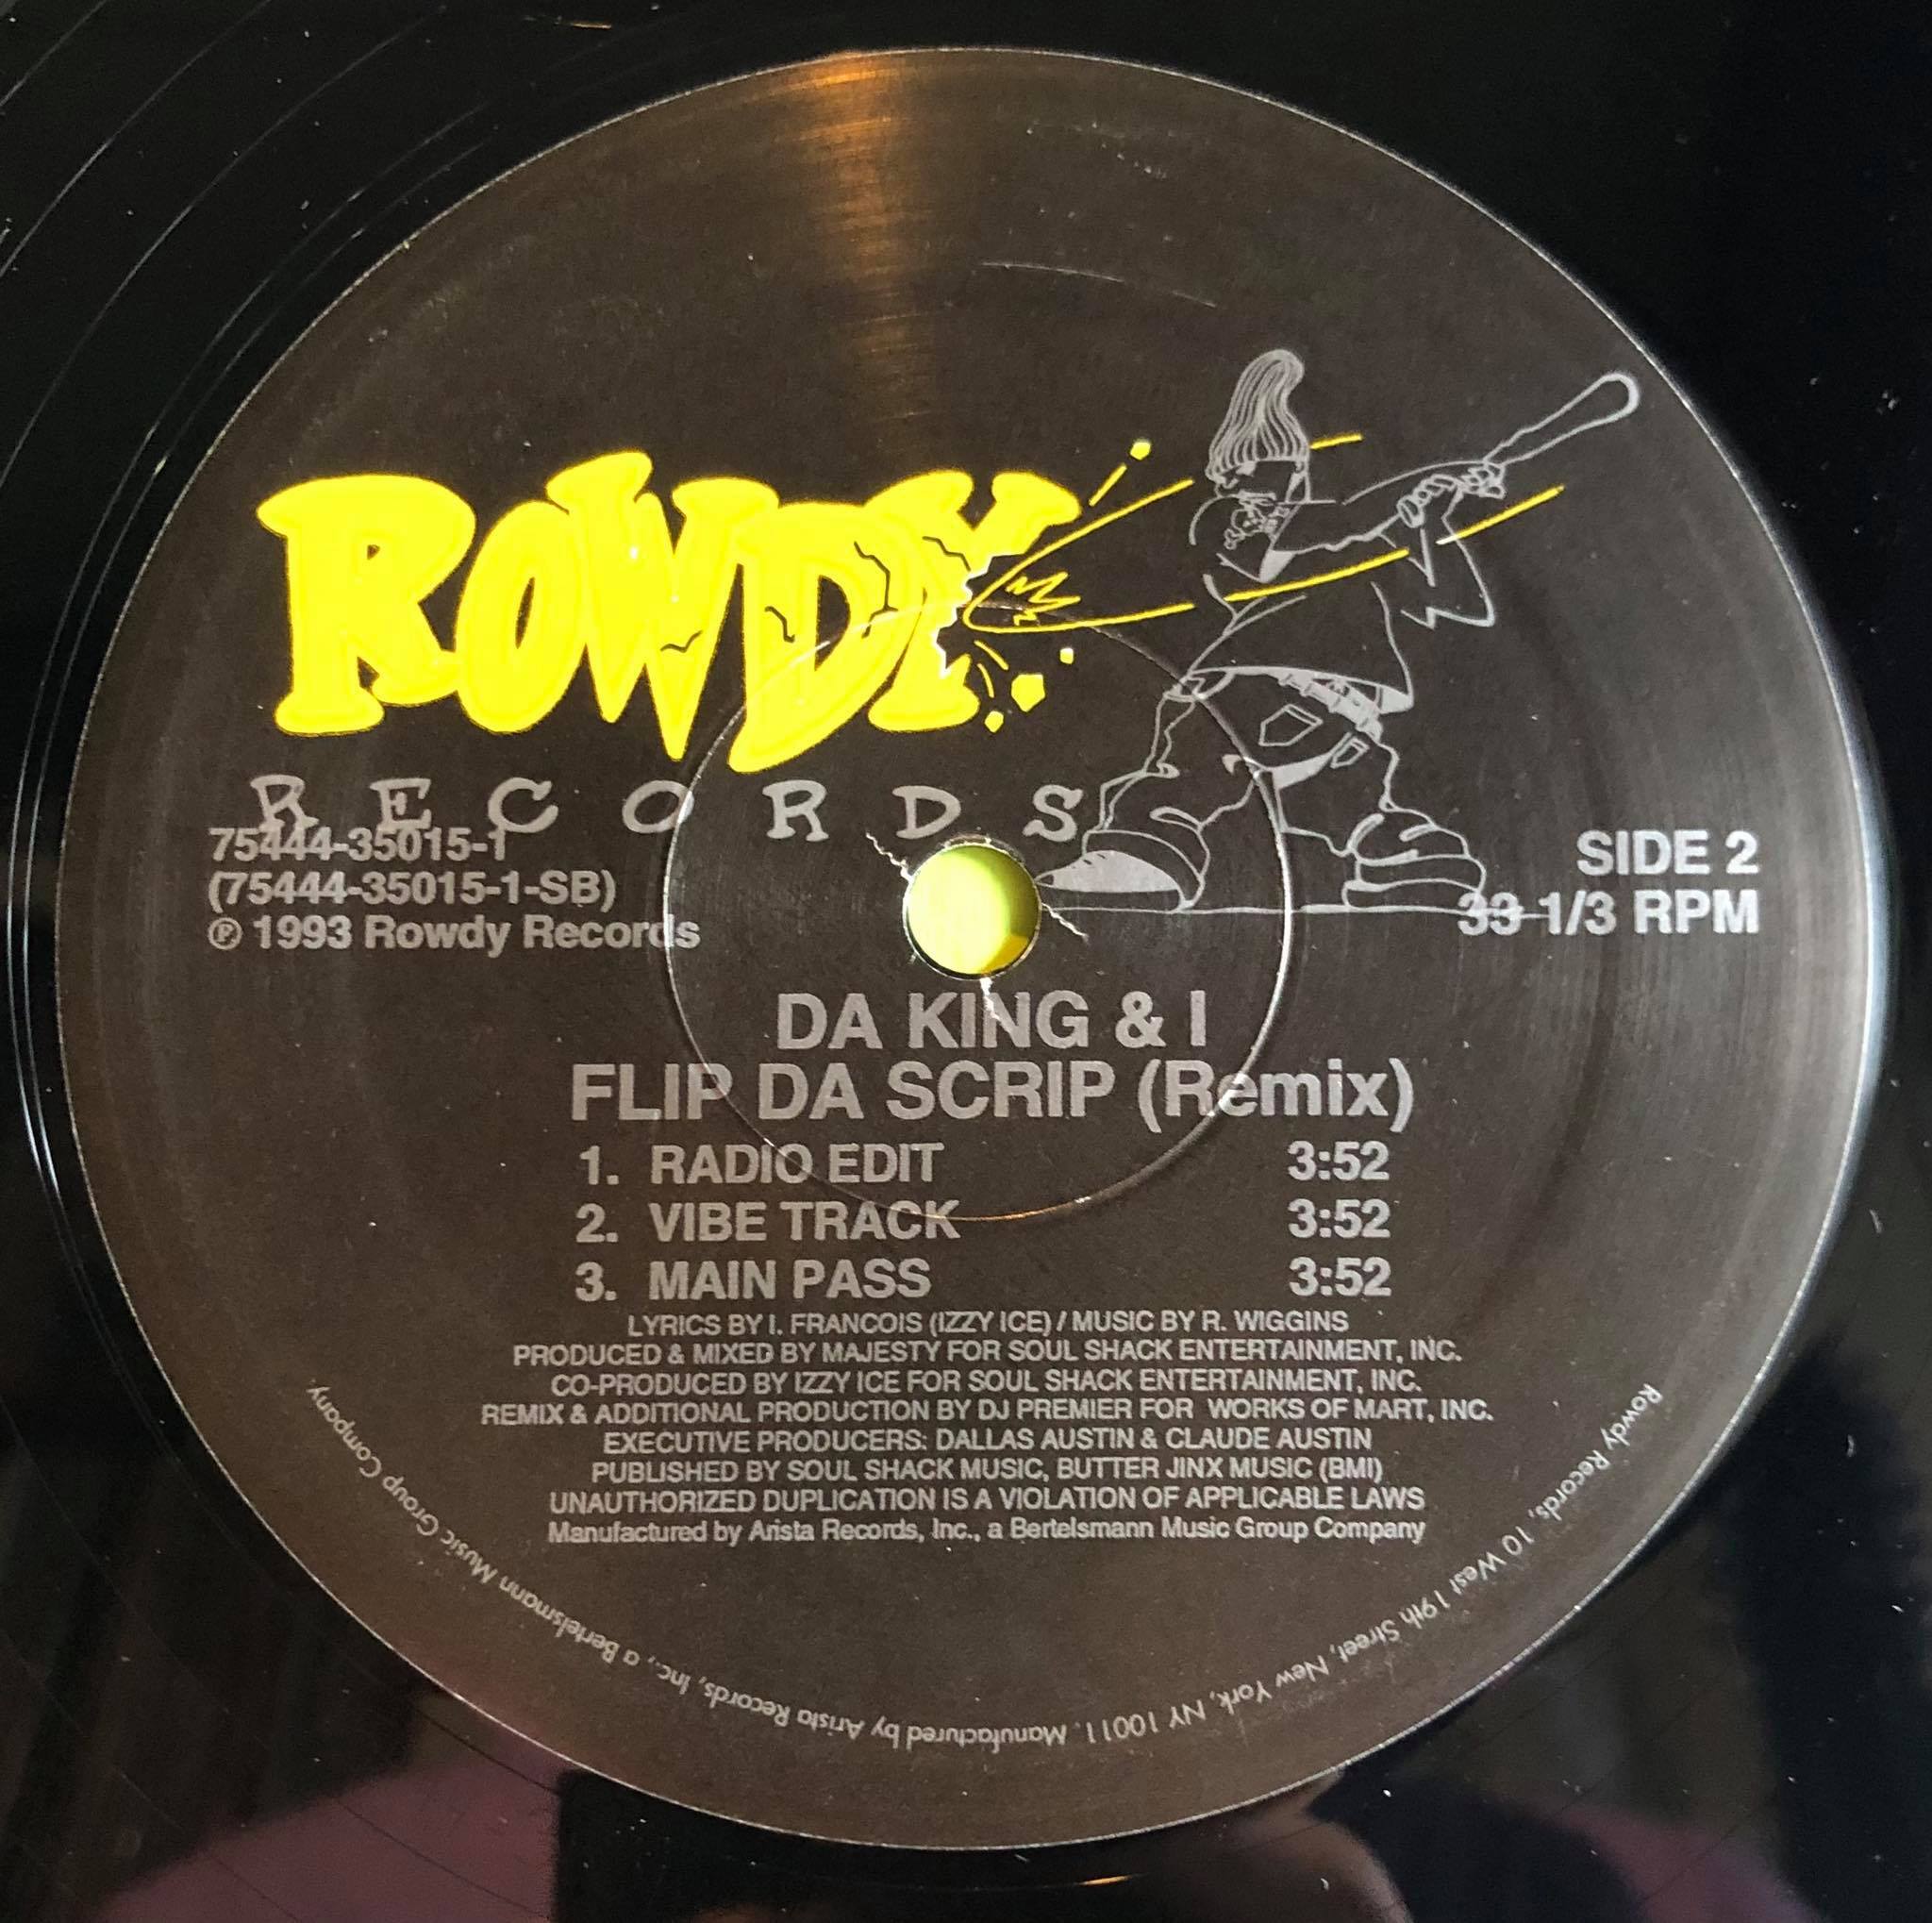 ROWDY
RECORDS
75444-35015-1
(75444-35015-1-SB)
℗ 1993 Rowdy Records
SIDE 2
33 1/3 RPM
DA KING & I
FLIP DA SCRIP (Remix)
1. RADIO EDIT 3:52
2. VIBE TRACK 3:52
3. MAIN PASS 3:52
LYRICS BY I. FRANCOIS (IZZY ICE) / MUSIC BY R. WIGGINS
PRODUCED & MIXED BY MAJESTY FOR SOUL SHACK ENTERTAINMENT, INC.
CO-PRODUCED BY IZZY ICE FOR SOUL SHACK ENTERTAINMENT, INC.
REMIX & ADDITIONAL PRODUCTION BY DJ PREMIER FOR WORKS OF MART, INC.
EXECUTIVE PRODUCERS: DALLAS AUSTIN & CLAUDE AUSTIN
PUBLISHED BY SOUL SHACK MUSIC, BUTTER JINX MUSIC (BMI)
UNAUTHORIZED DUPLICATION IS A VIOLATION OF APPLICABLE LAWS
Manufactured by Arista Records, Inc., a Bertelsmann Music Group Company
Rowdy Records, 10 West 19th Street, New York, NY 10011. Manufactured by Arista Records, Inc., a Bertelsmann Music Group Company.